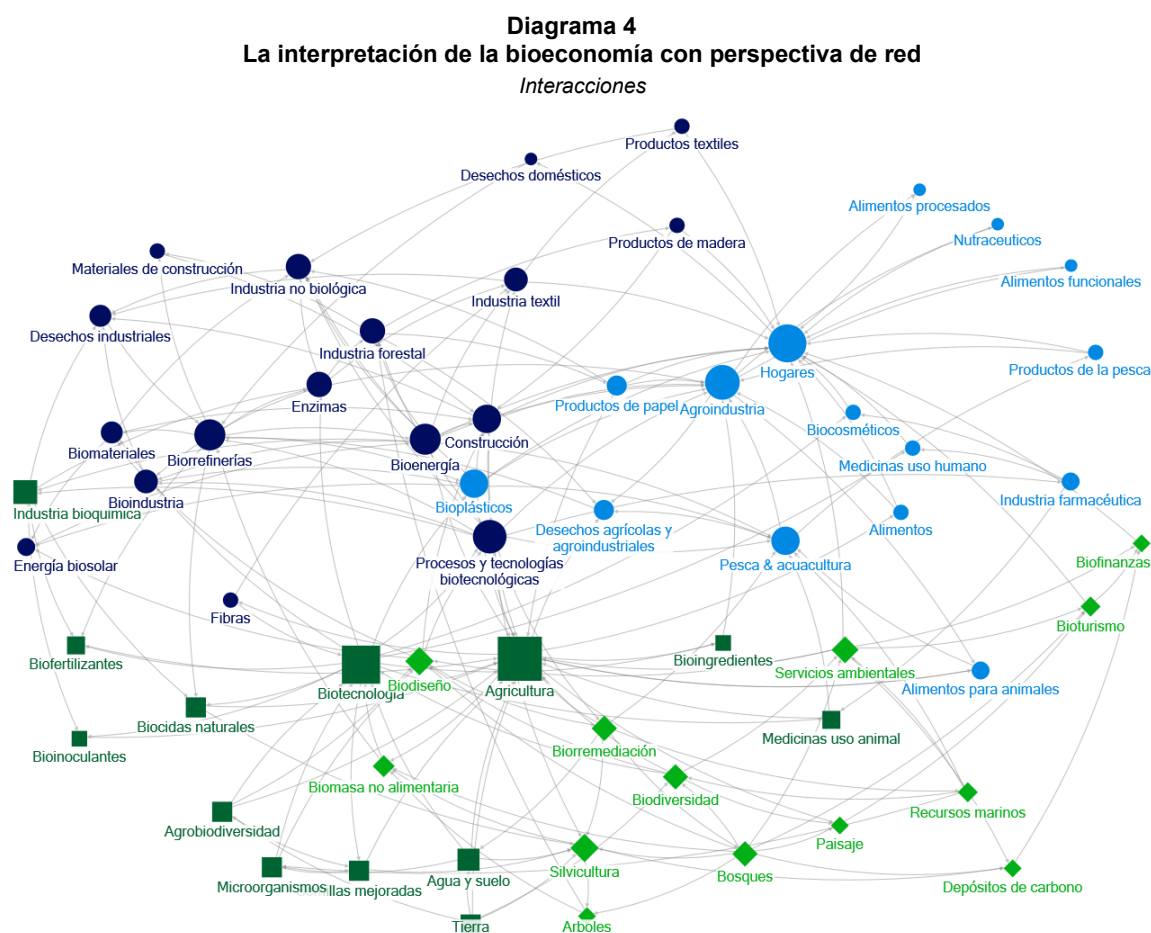 Diagrama 4
La interpretación de la bioeconomía con perspectiva de red
Interacciones
Productos textiles
Desechos domésticos
Alimentos procesados
Productos de madera
Nutraceuticos
Materiales de construcción
Industria no biológica
Alimentos funcionales
Industria textil
Desechos industriales
Industria forestal
Hogares
Productos de la pesca
Enzimas
Productos de papel
Agroindustria
Biocosméticos
Construcción
Biomateriales
Biorrefinerías
Bioenergía
Medicinas uso humano
Bioindustria
Bioplásticos
Industria farmacéutica
Industria bioquímica
Desechos agrícolas y
agroindustriales
Alimentos
Energía biosolar
Procesos y tecnologías
biotecnológicas
Pesca & acuacultura
Biofinanzas
Fibras
Bioturismo
Biofertilizantes
Bioingredientes
Servicios ambientales
Biotecnología
Biodiseño
Agricultura
Alimentos para animales
Biocidas naturales
Medicinas uso animal
Bioinoculantes
Biorremediación
Biomasa no alimentaria
Biodiversidad
Recursos marinos
Agrobiodiversidad
Paisaje
Microorganismos
llas mejoradas
Agua y suelo
Silvicultura
Bosques
Depósitos de carbono
Tierra
Arboles